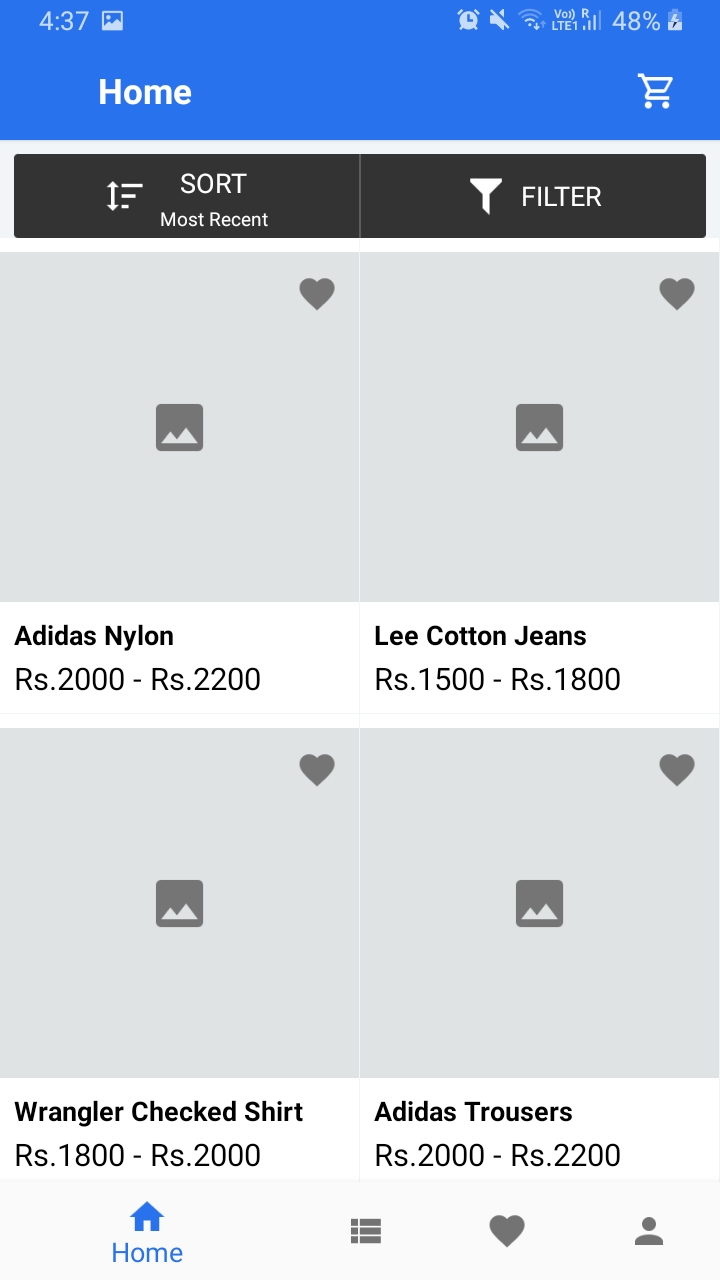 4:37
Vo)) R
LTE1
48%
Home
SORT
Most Recent
FILTER
Adidas Nylon
Rs.2000 - Rs.2200
Lee Cotton Jeans
Rs.1500 - Rs.1800
Wrangler Checked Shirt
Rs.1800 - Rs.2000
Adidas Trousers
Rs.2000 - Rs.2200
Home